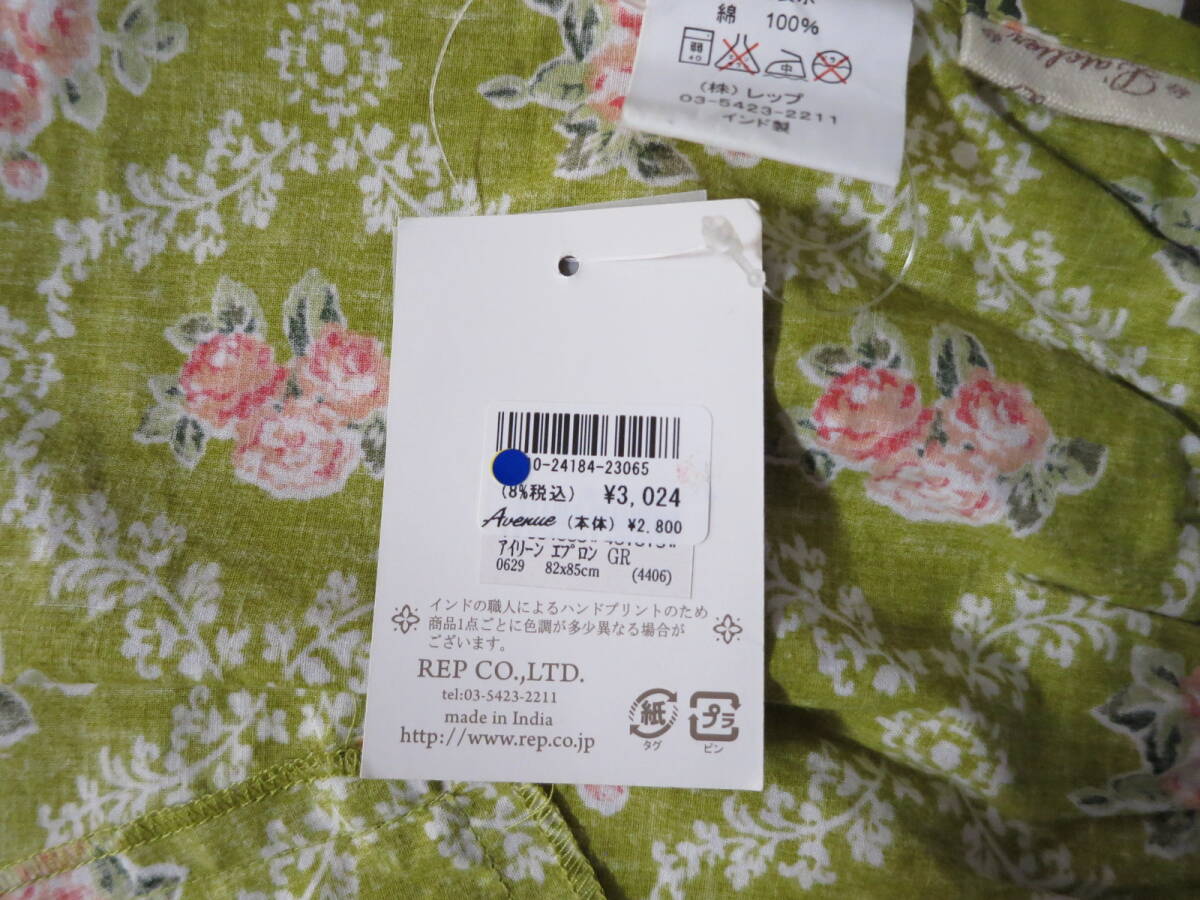 綿 100%
弱
40
中
(株)レップ
03-5423-2211
インド製
L'atelier
0-24184-23065
(8%税込) ¥3,024
Avenue (本体) ¥2.800
アイリーン エプロン GR
0629 82x85cm (4406)
インドの職人によるハンドプリントのため
商品1点ごとに色調が多少異なる場合が
ございます。
REP CO.,LTD.
tel:03-5423-2211
made in India
http://www.rep.co.jp
紙
タグ
プラ
ピン